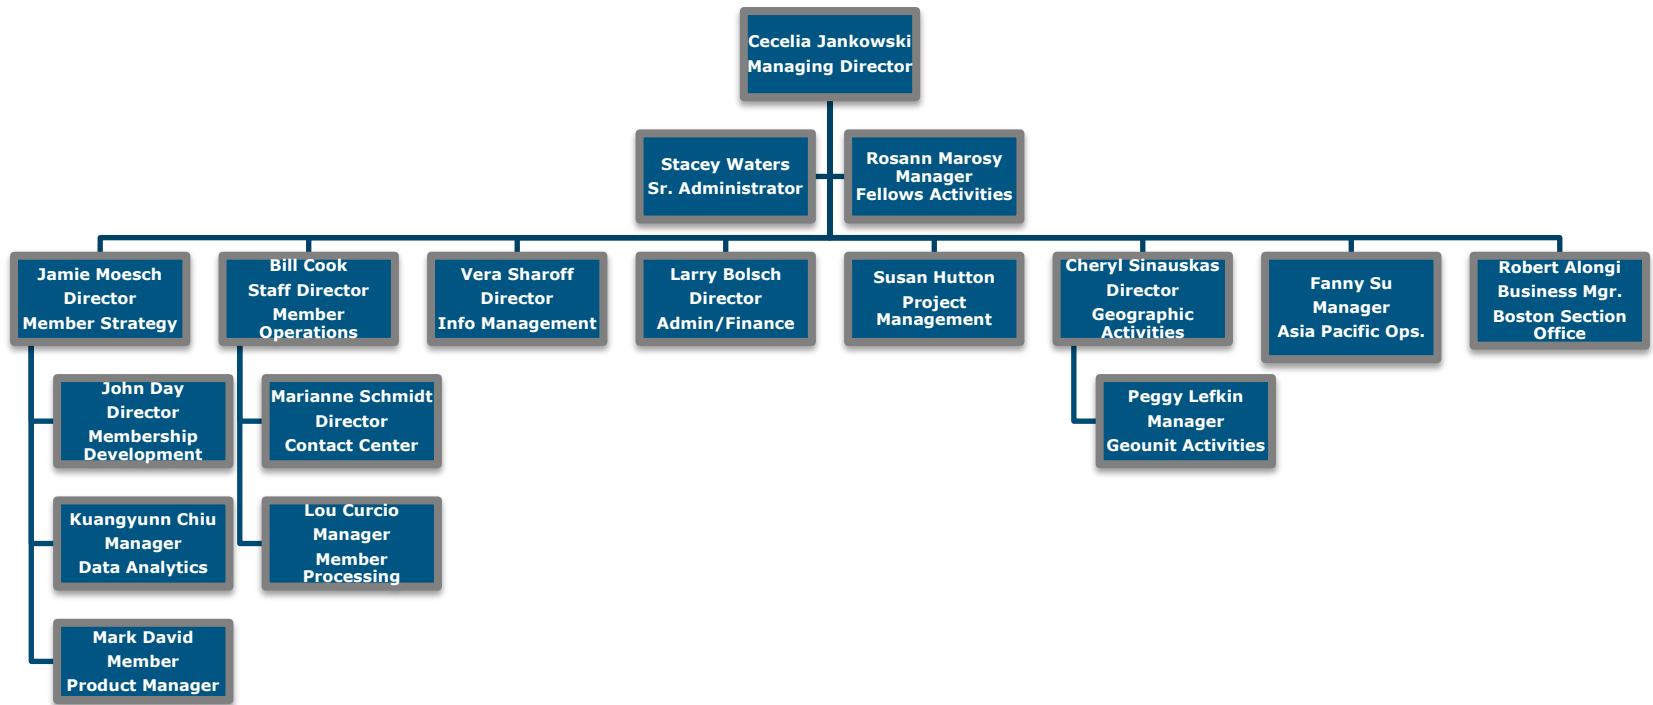 Cecelia Jankowski
Managing Director
Stacey Waters
Sr. Administrator
Rosann Marosy
Manager
Fellows Activities
Jamie Moesch
Director
Member Strategy
Bill Cook
Staff Director
Member
Operations
Vera Sharoff
Director
Info Management
Larry Bolsch
Director
Admin/Finance
Susan Hutton
Project
Management
Cheryl Sinauskas
Director
Geographic
Activities
Fanny Su
Manager
Asia Pacific Ops.
Robert Alongi
Business Mgr.
Boston Section
Office
John Day
Director
Membership
Development
Marianne Schmidt
Director
Contact Center
Peggy Lefkin
Manager
Geounit Activities
Kuangyunn Chiu
Manager
Data Analytics
Lou Curcio
Manager
Member
Processing
Mark David
Member
Product Manager